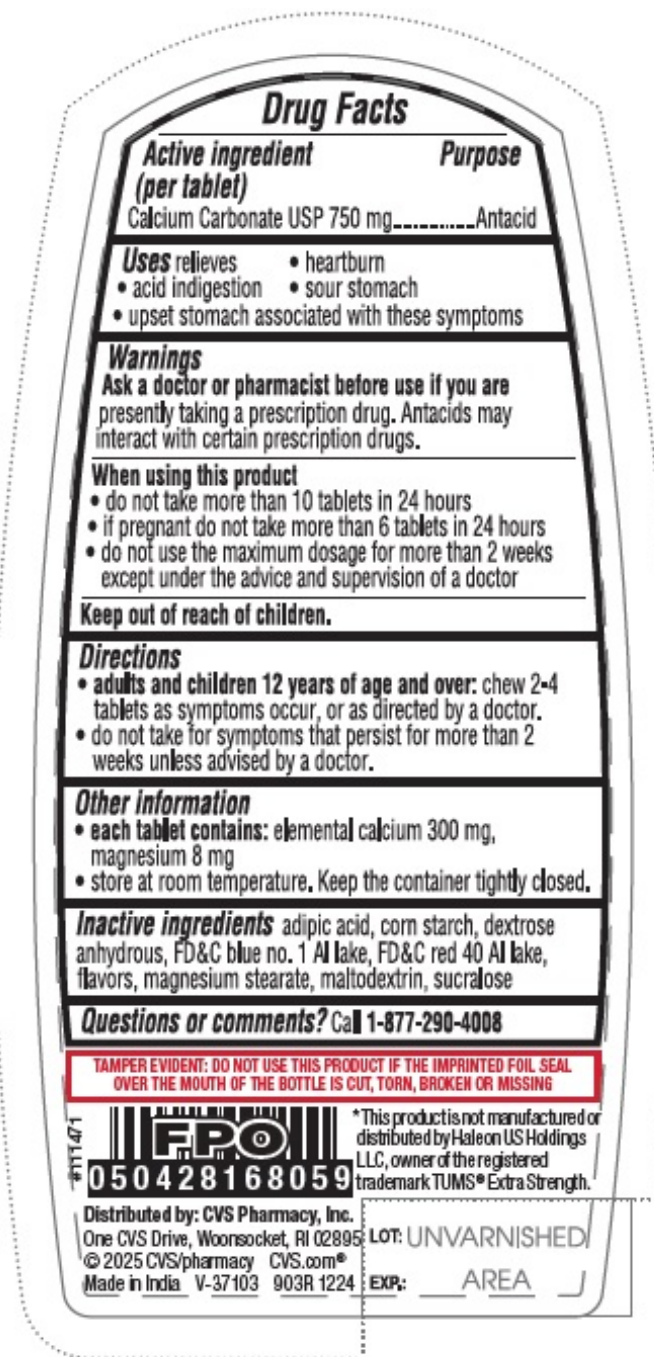 Drug Facts
Active ingredient Purpose
(per tablet)
Calcium Carbonate USP 750 mg............Antacid
Uses relieves • heartburn
• acid indigestion • sour stomach
• upset stomach associated with these symptoms
Warnings
Ask a doctor or pharmacist before use if you are
presently taking a prescription drug. Antacids may
interact with certain prescription drugs.
When using this product
• do not take more than 10 tablets in 24 hours
• if pregnant do not take more than 6 tablets in 24 hours
• do not use the maximum dosage for more than 2 weeks
except under the advice and supervision of a doctor
Keep out of reach of children.
Directions
• adults and children 12 years of age and over: chew 2-4
tablets as symptoms occur, or as directed by a doctor.
• do not take for symptoms that persist for more than 2
weeks unless advised by a doctor.
Other information
• each tablet contains: elemental calcium 300 mg,
magnesium 8 mg
• store at room temperature. Keep the container tightly closed.
Inactive ingredients adipic acid, corn starch, dextrose
anhydrous, FD&C blue no. 1 Al lake, FD&C red 40 Al lake,
flavors, magnesium stearate, maltodextrin, sucralose
Questions or comments? Call 1-877-290-4008
TAMPER EVIDENT: DO NOT USE THIS PRODUCT IF THE IMPRINTED FOIL SEAL
OVER THE MOUTH OF THE BOTTLE IS CUT, TORN, BROKEN OR MISSING
#111471
FPO
050428168059
*This product is not manufactured or
distributed by Haleon US Holdings
LLC, owner of the registered
trademark TUMS® Extra Strength.
Distributed by: CVS Pharmacy, Inc.
One CVS Drive, Woonsocket, RI 02895
© 2025 CVS/pharmacy CVS.com®
Made in India V-37103 903R 1224
LOT: UNVARNISHED
EXP.: AREA